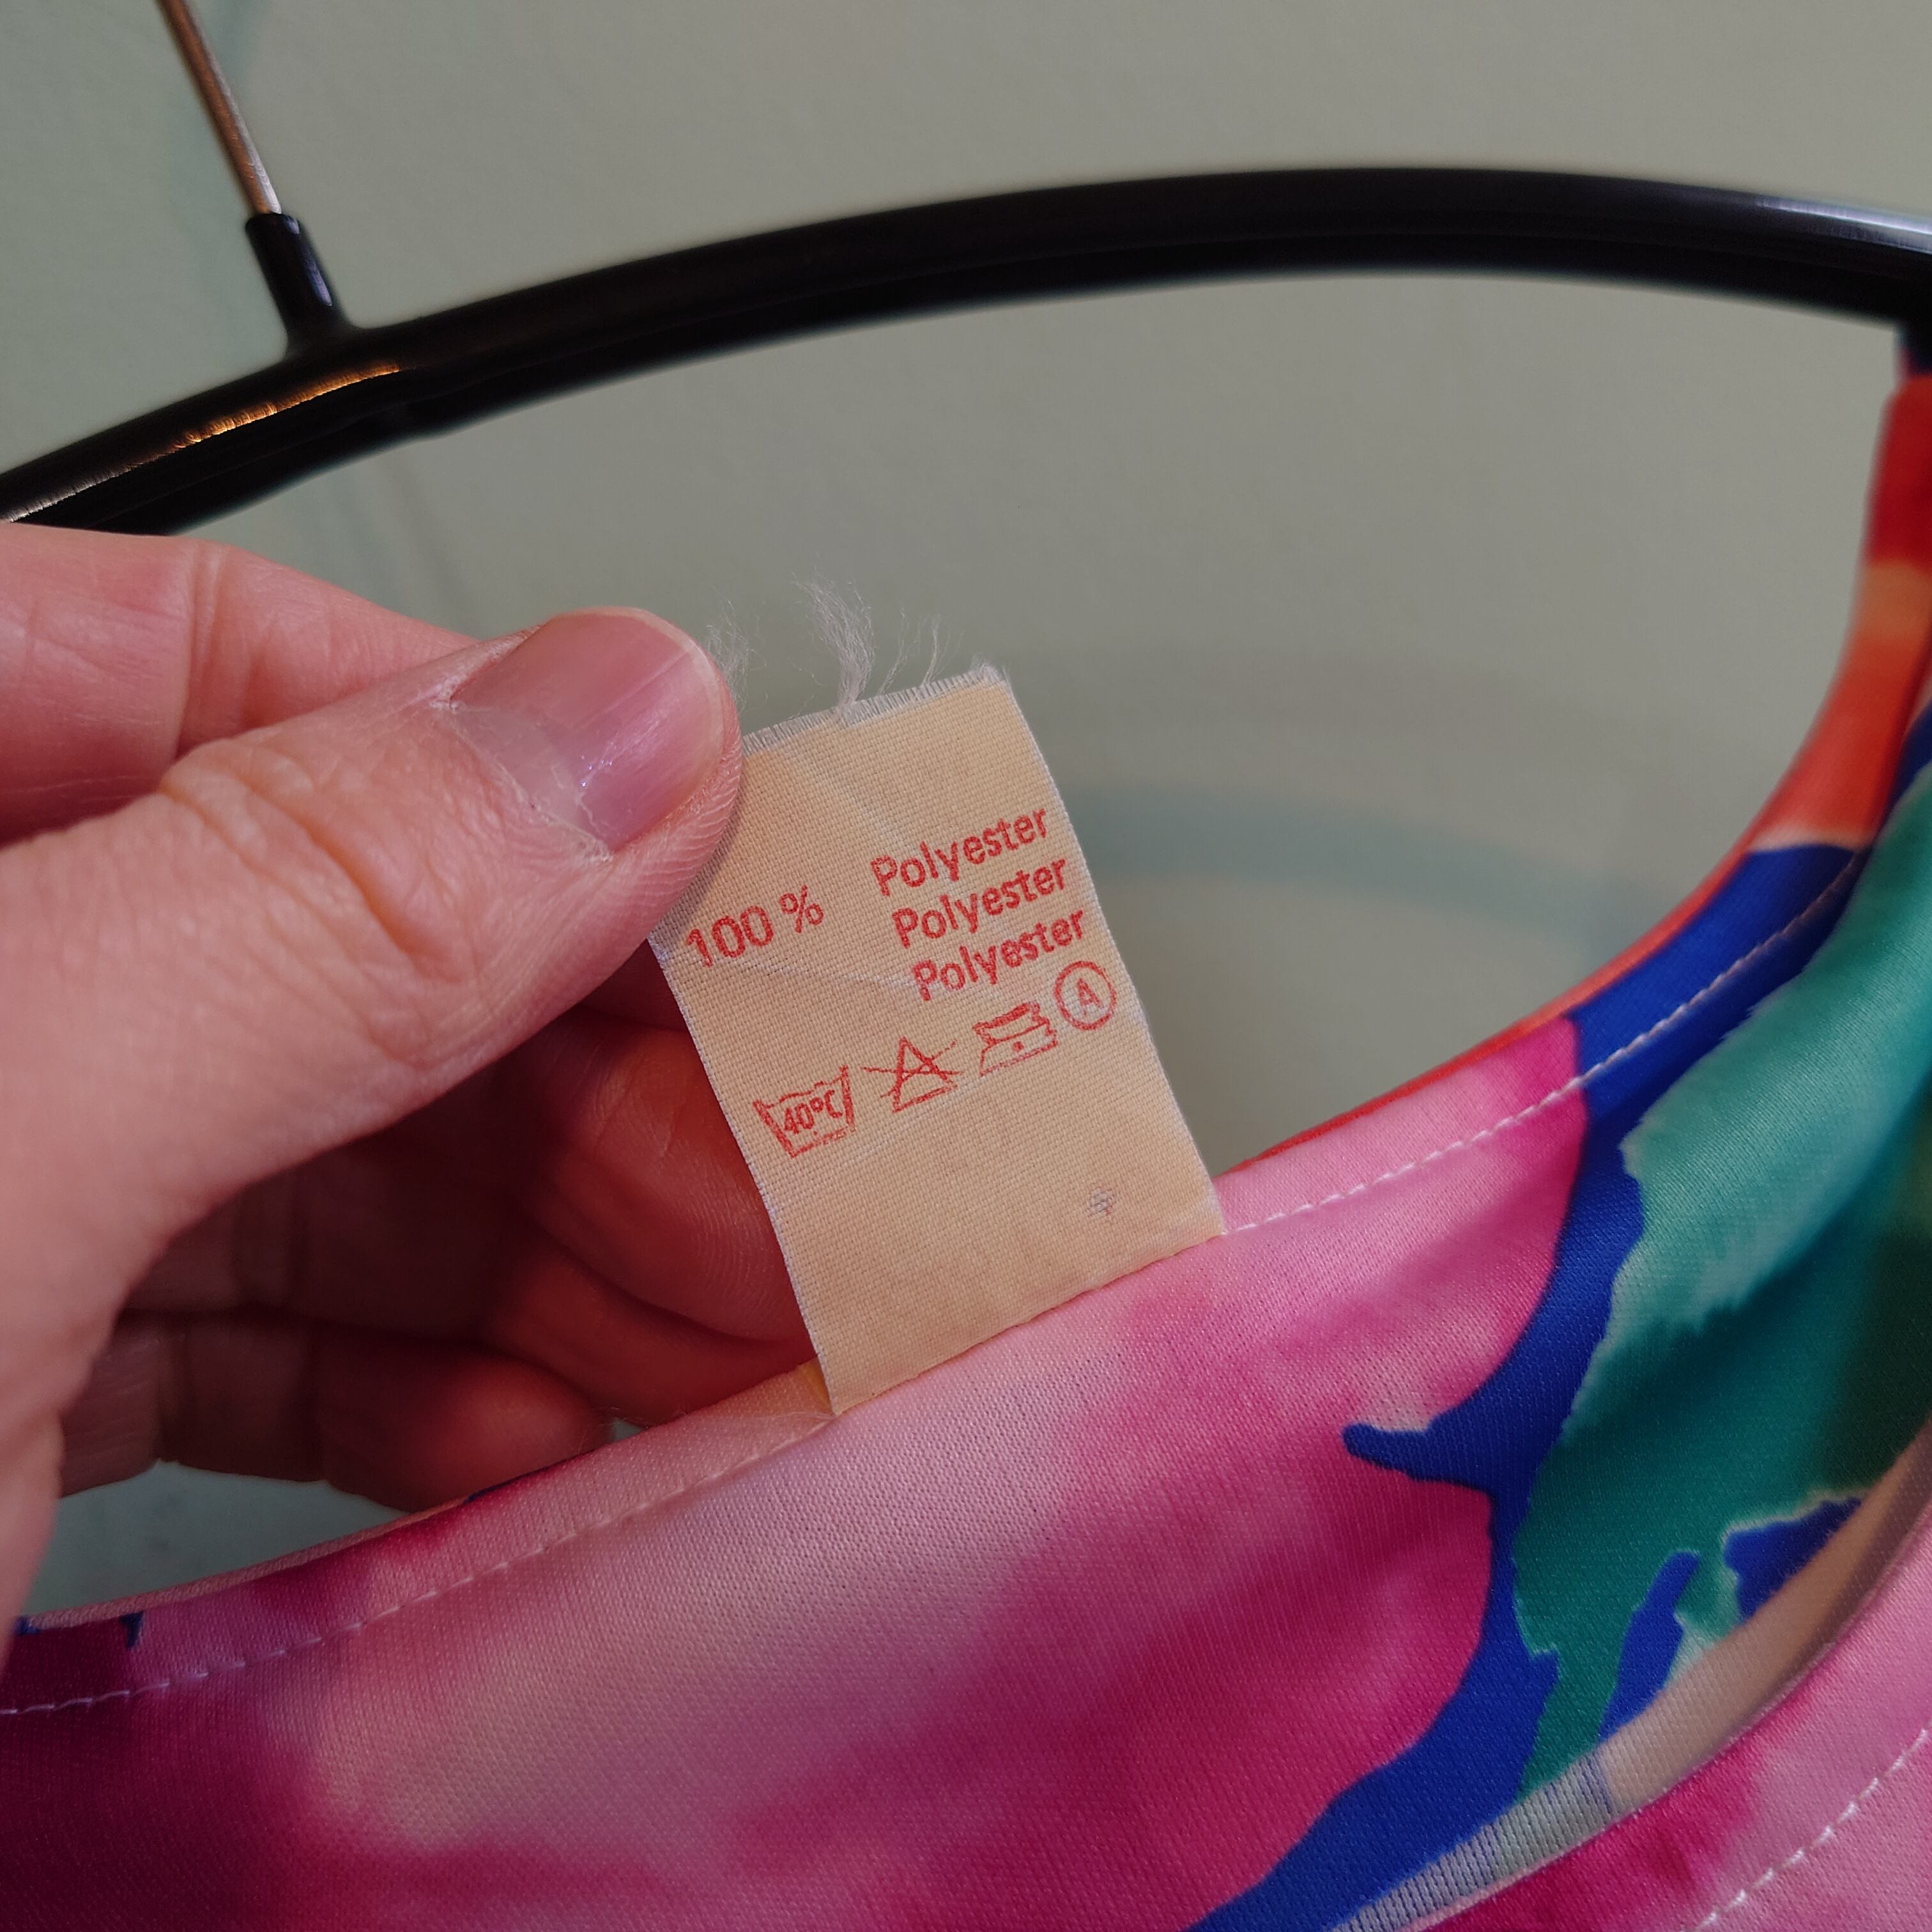 Polyester
100 % Polyester
Polyester
40°C A